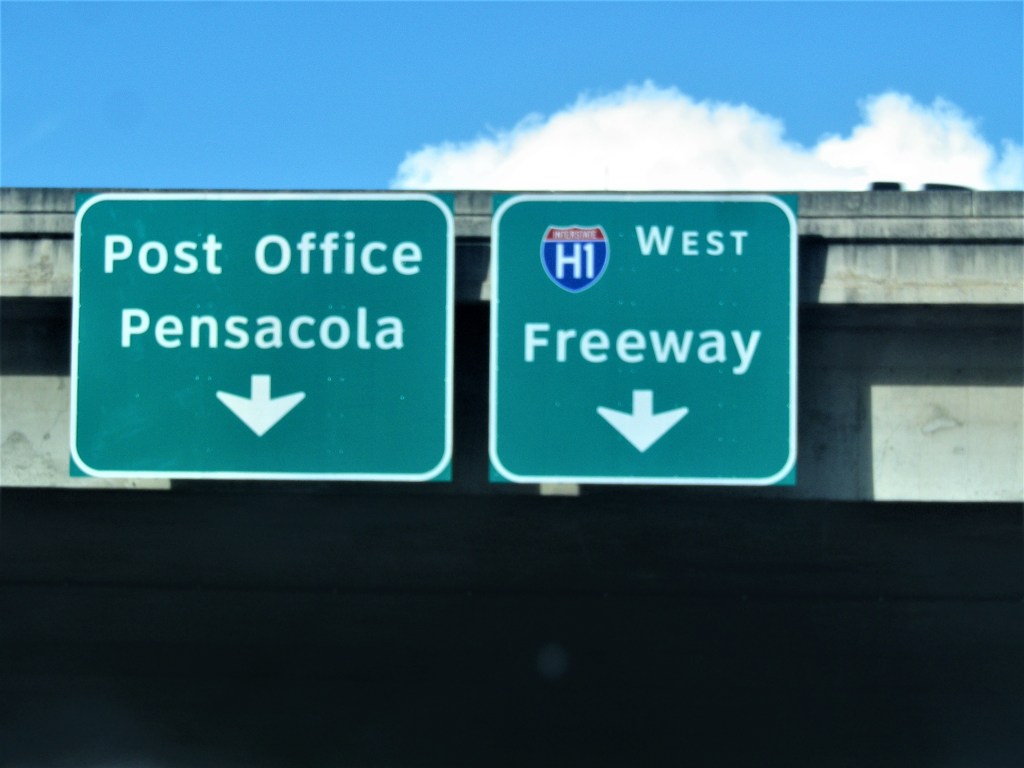 Post Office
Pensacola
INTERSTATE
H1
WEST
Freeway